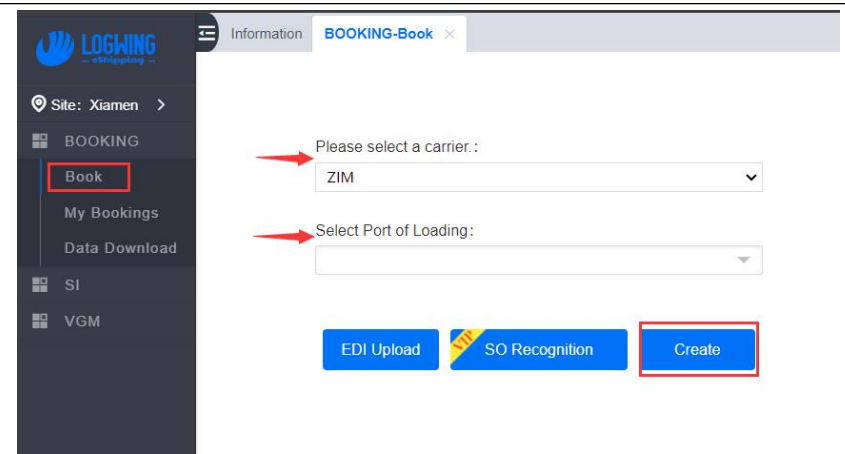 LOGWING
– eShipping –
Information
BOOKING-Book ×
Site: Xiamen >
BOOKING
Book
My Bookings
Data Download
SI
VGM
Please select a carrier.:
ZIM
Select Port of Loading:
EDI Upload
VIP
SO Recognition
Create